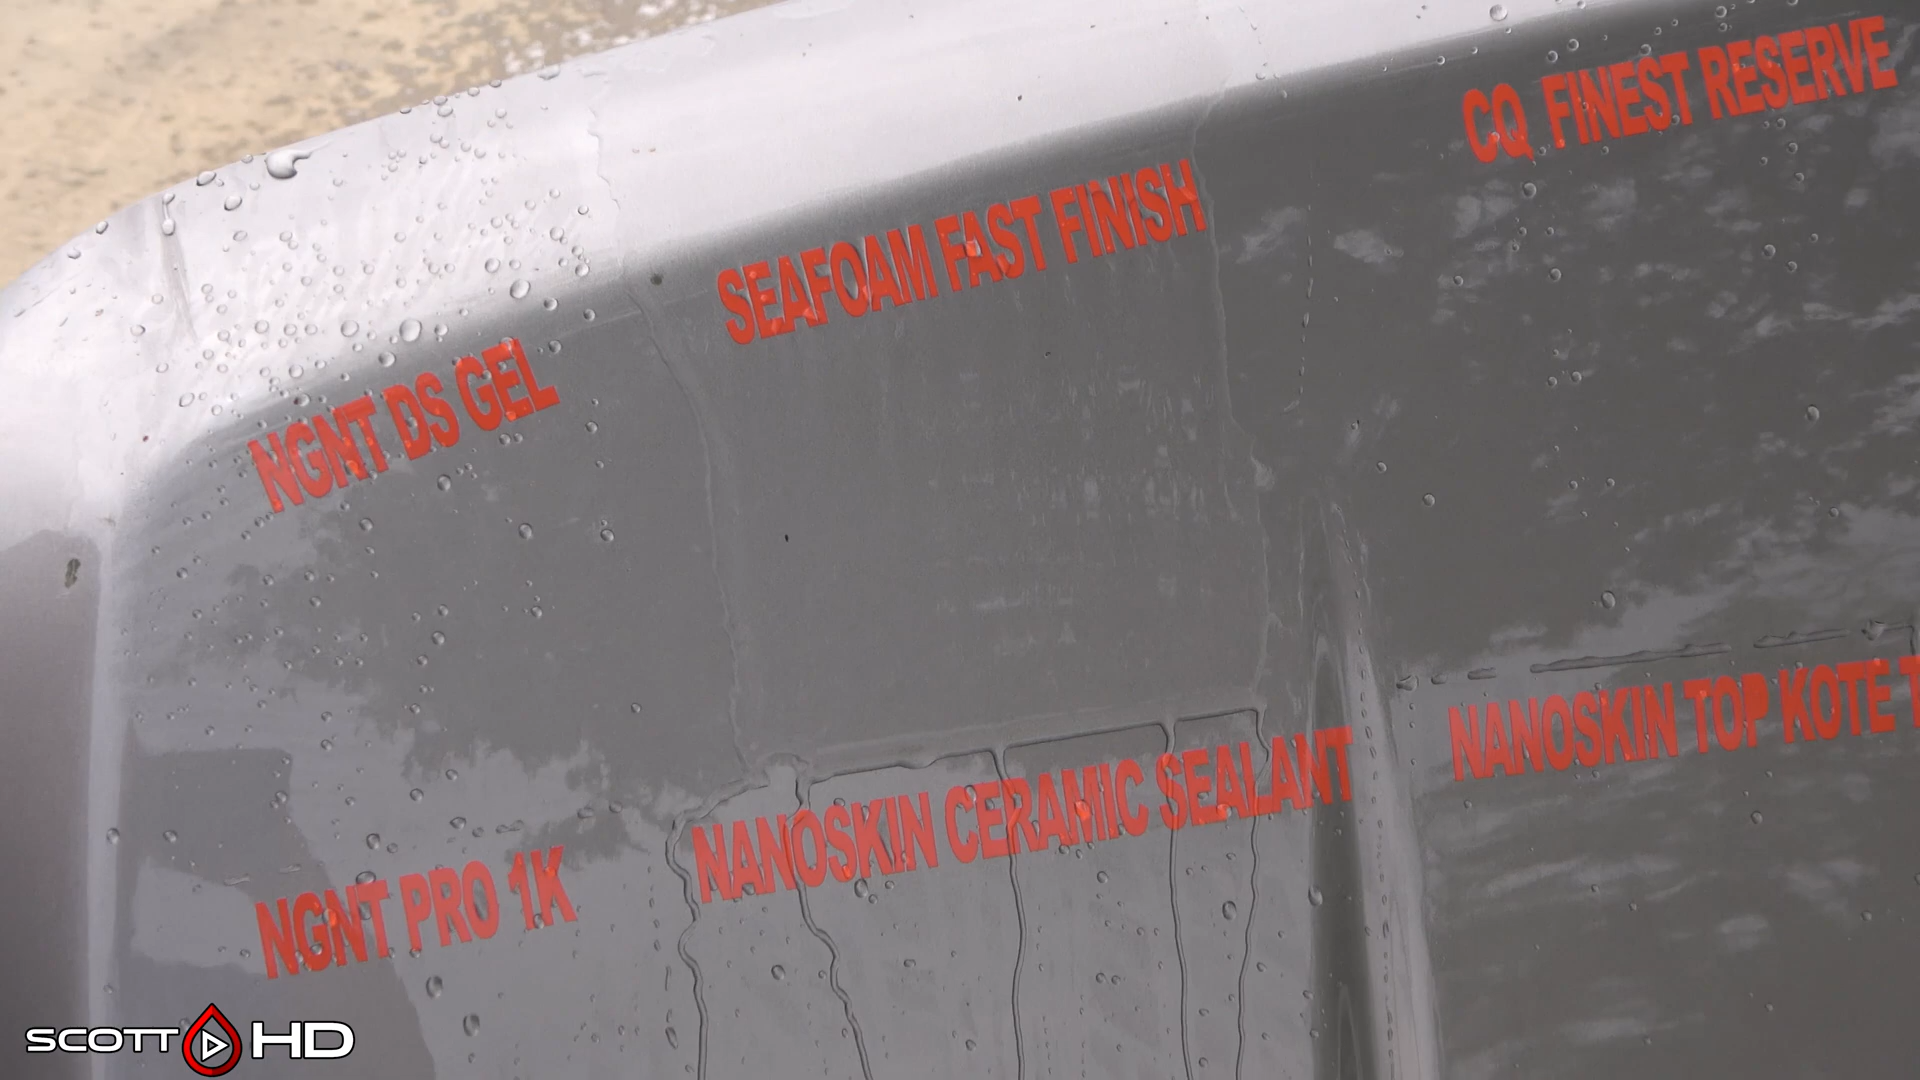 CQ FINEST RESERVE
SEAFOAM FAST FINISH
NGNT DS GEL
NANOSKIN TOP KOTE T
NANOSKIN CERAMIC SEALANT
NGNT PRO 1K
SCOTT HD